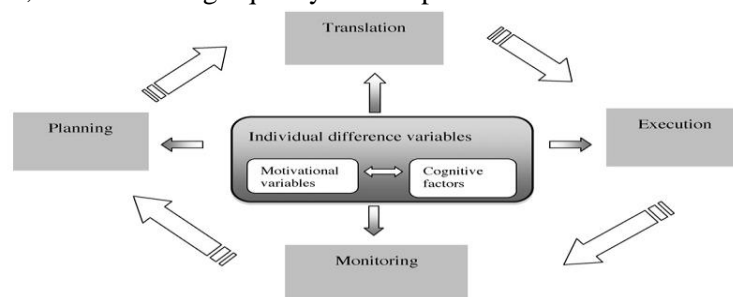 Translation
Planning
Execution
Individual difference variables
Motivational
variables
Cognitive
factors
Monitoring